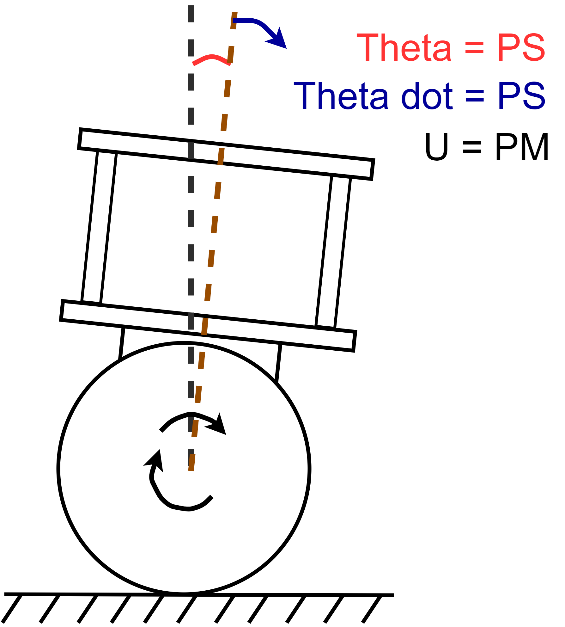 Theta = PS
Theta dot = PS
U = PM